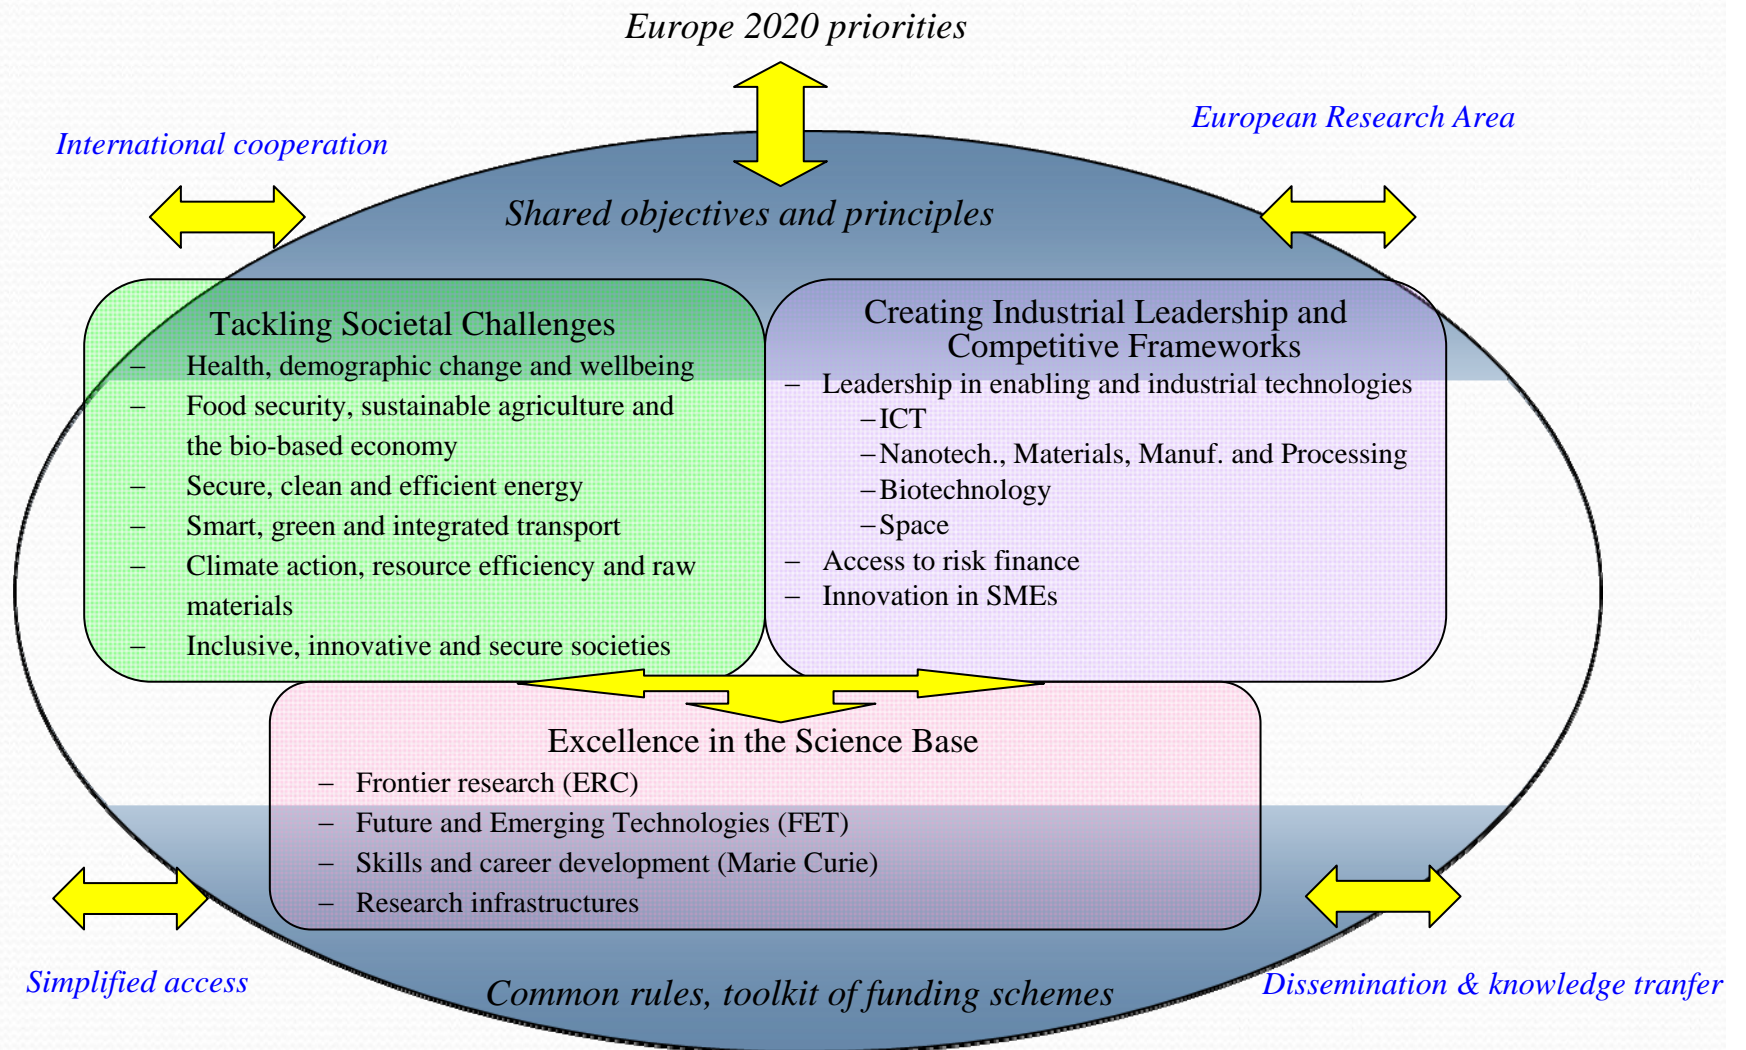 Europe 2020 priorities
International cooperation
European Research Area
Shared objectives and principles
Tackling Societal Challenges
– Health, demographic change and wellbeing
– Food security, sustainable agriculture and
the bio-based economy
– Secure, clean and efficient energy
– Smart, green and integrated transport
– Climate action, resource efficiency and raw
materials
– Inclusive, innovative and secure societies
Creating Industrial Leadership and
Competitive Frameworks
– Leadership in enabling and industrial technologies
– ICT
– Nanotech., Materials, Manuf. and Processing
– Biotechnology
– Space
– Access to risk finance
– Innovation in SMEs
Excellence in the Science Base
– Frontier research (ERC)
– Future and Emerging Technologies (FET)
– Skills and career development (Marie Curie)
– Research infrastructures
Simplified access
Common rules, toolkit of funding schemes
Dissemination & knowledge tranfer